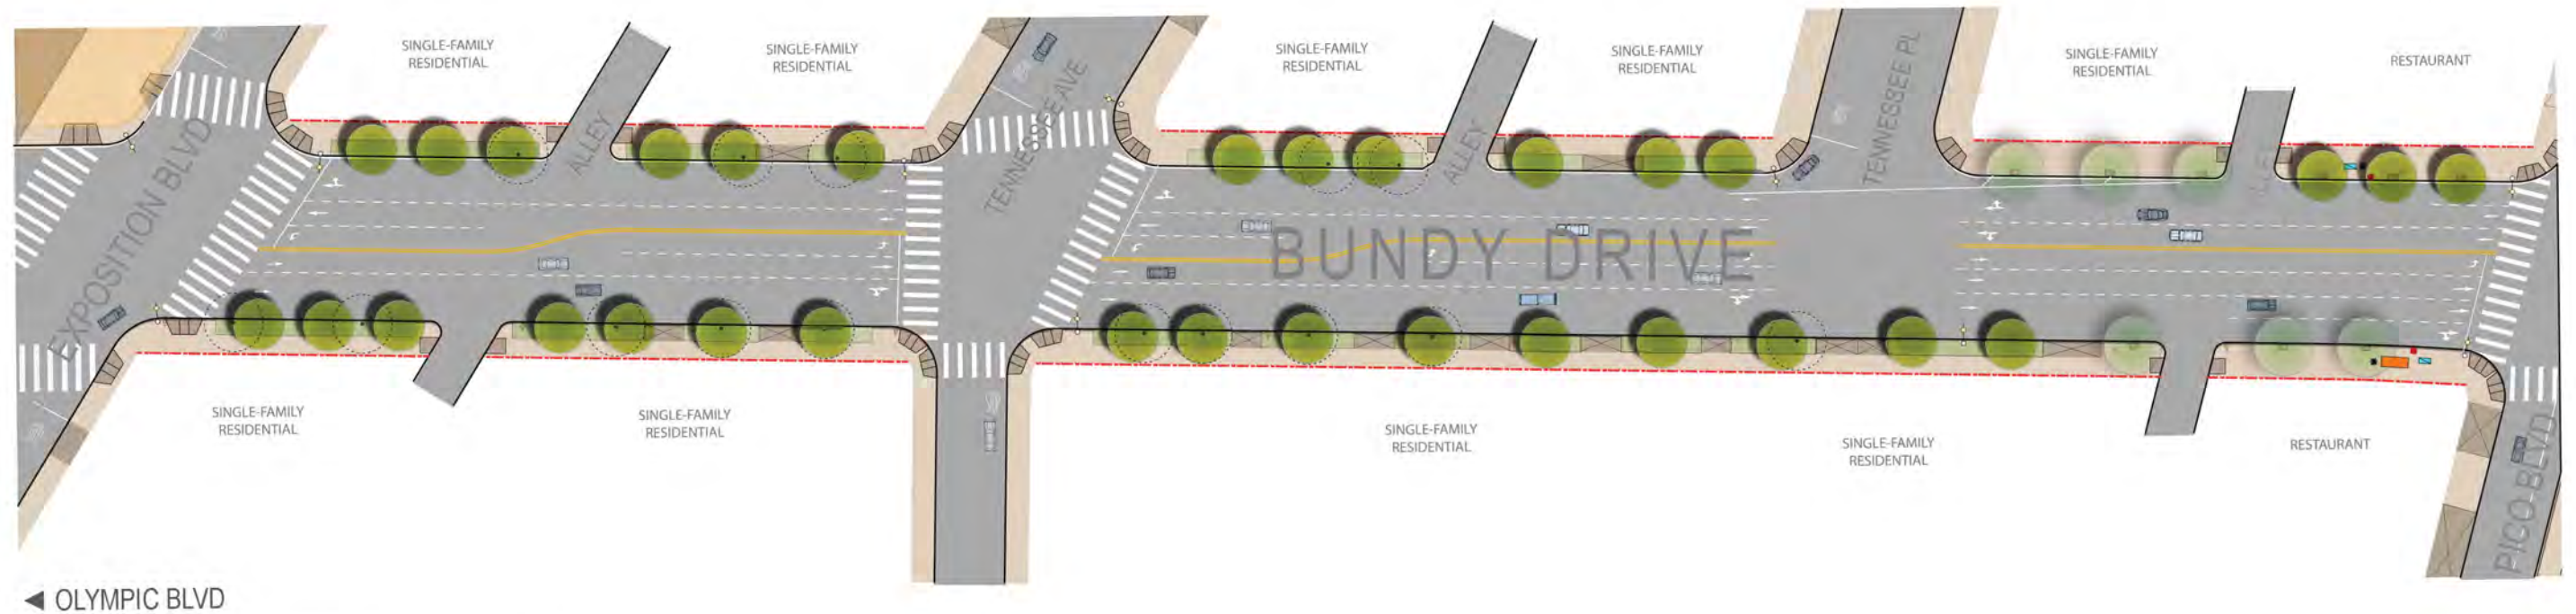 SINGLE-FAMILY
RESIDENTIAL
SINGLE-FAMILY
RESIDENTIAL
SINGLE-FAMILY
RESIDENTIAL
SINGLE-FAMILY
RESIDENTIAL
SINGLE-FAMILY
RESIDENTIAL
RESTAURANT
EXPOSITION BLVD
ALLEY
TENNESSEE AVE
ALLEY
TENNESSEE PL
ALLEY
BUNDY DRIVE
SINGLE-FAMILY
RESIDENTIAL
SINGLE-FAMILY
RESIDENTIAL
SINGLE-FAMILY
RESIDENTIAL
SINGLE-FAMILY
RESIDENTIAL
RESTAURANT
PICO BLVD
◄ OLYMPIC BLVD